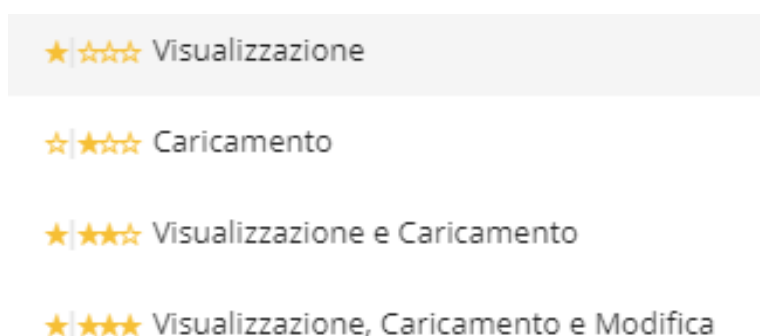 Visualizzazione
Caricamento
Visualizzazione e Caricamento
Visualizzazione, Caricamento e Modifica